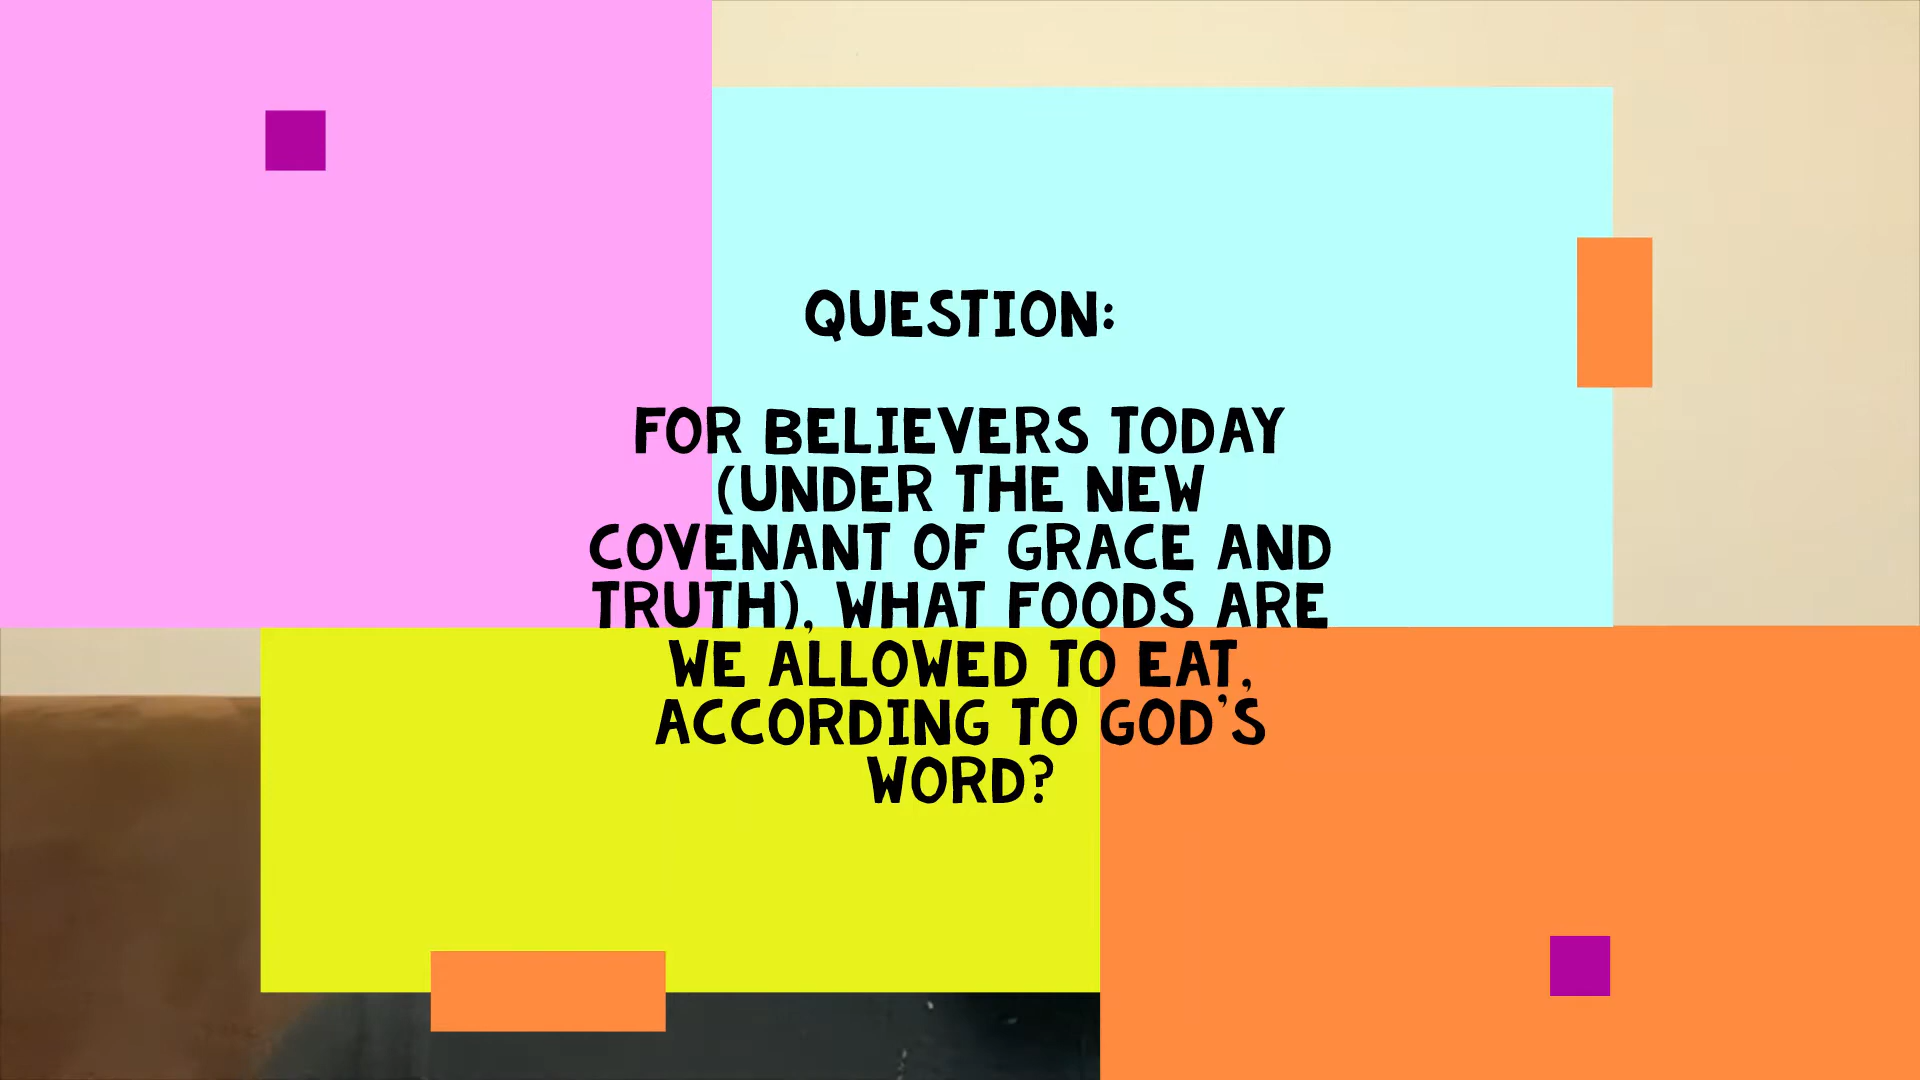 QUESTION:
FOR BELIEVERS TODAY
(UNDER THE NEW
COVENANT OF GRACE AND
TRUTH), WHAT FOODS ARE
WE ALLOWED TO EAT,
ACCORDING TO GOD'S
WORD?